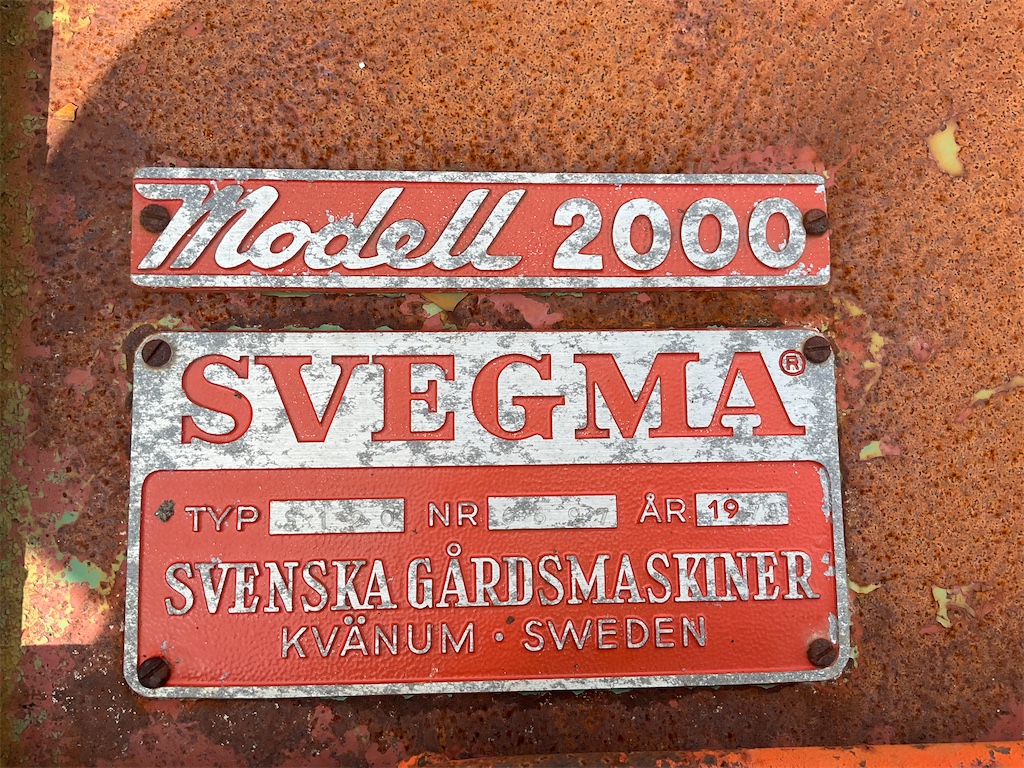 Modell 2000
SVEGMA®
TYP NR ÅR 19
SVENSKA GÅRDSMASKINER
KVÄNUM · SWEDEN